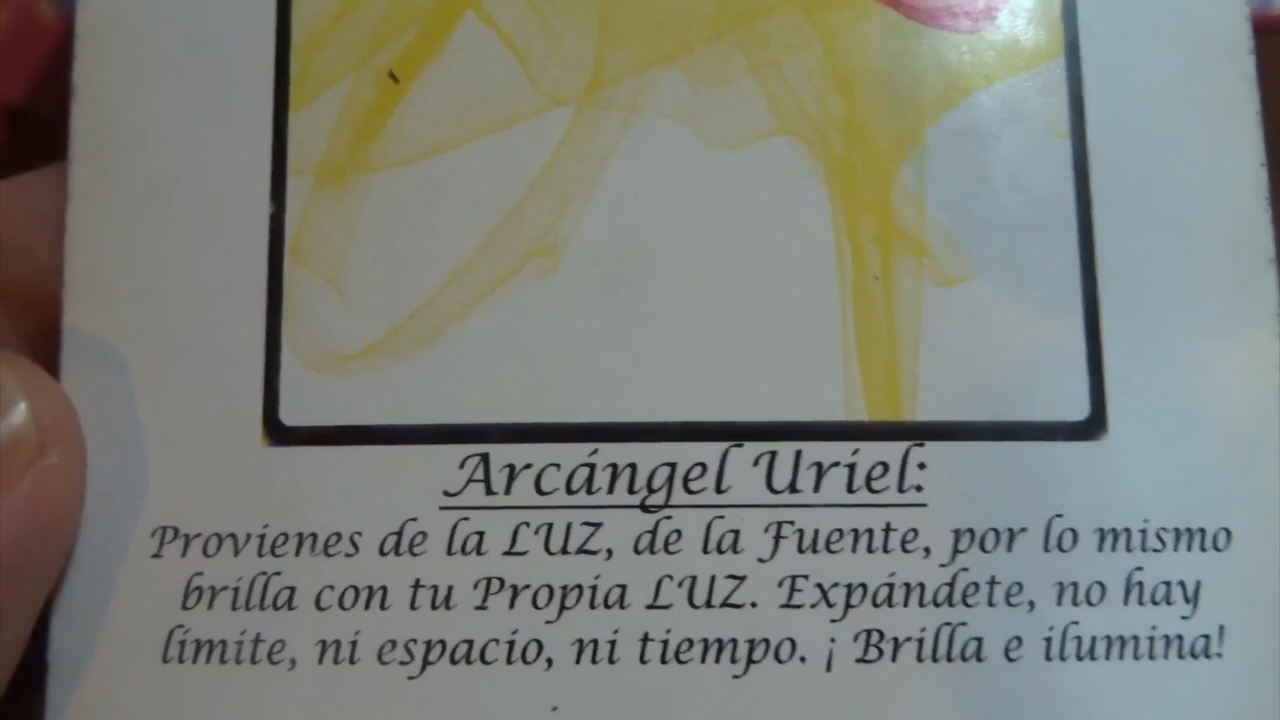 Arcángel Uriel:
Provienes de la LUZ, de la Fuente, por lo mismo
brilla con tu Propia LUZ. Expándete, no hay
límite, ni espacio, ni tiempo. ¡ Brilla e ilumina!